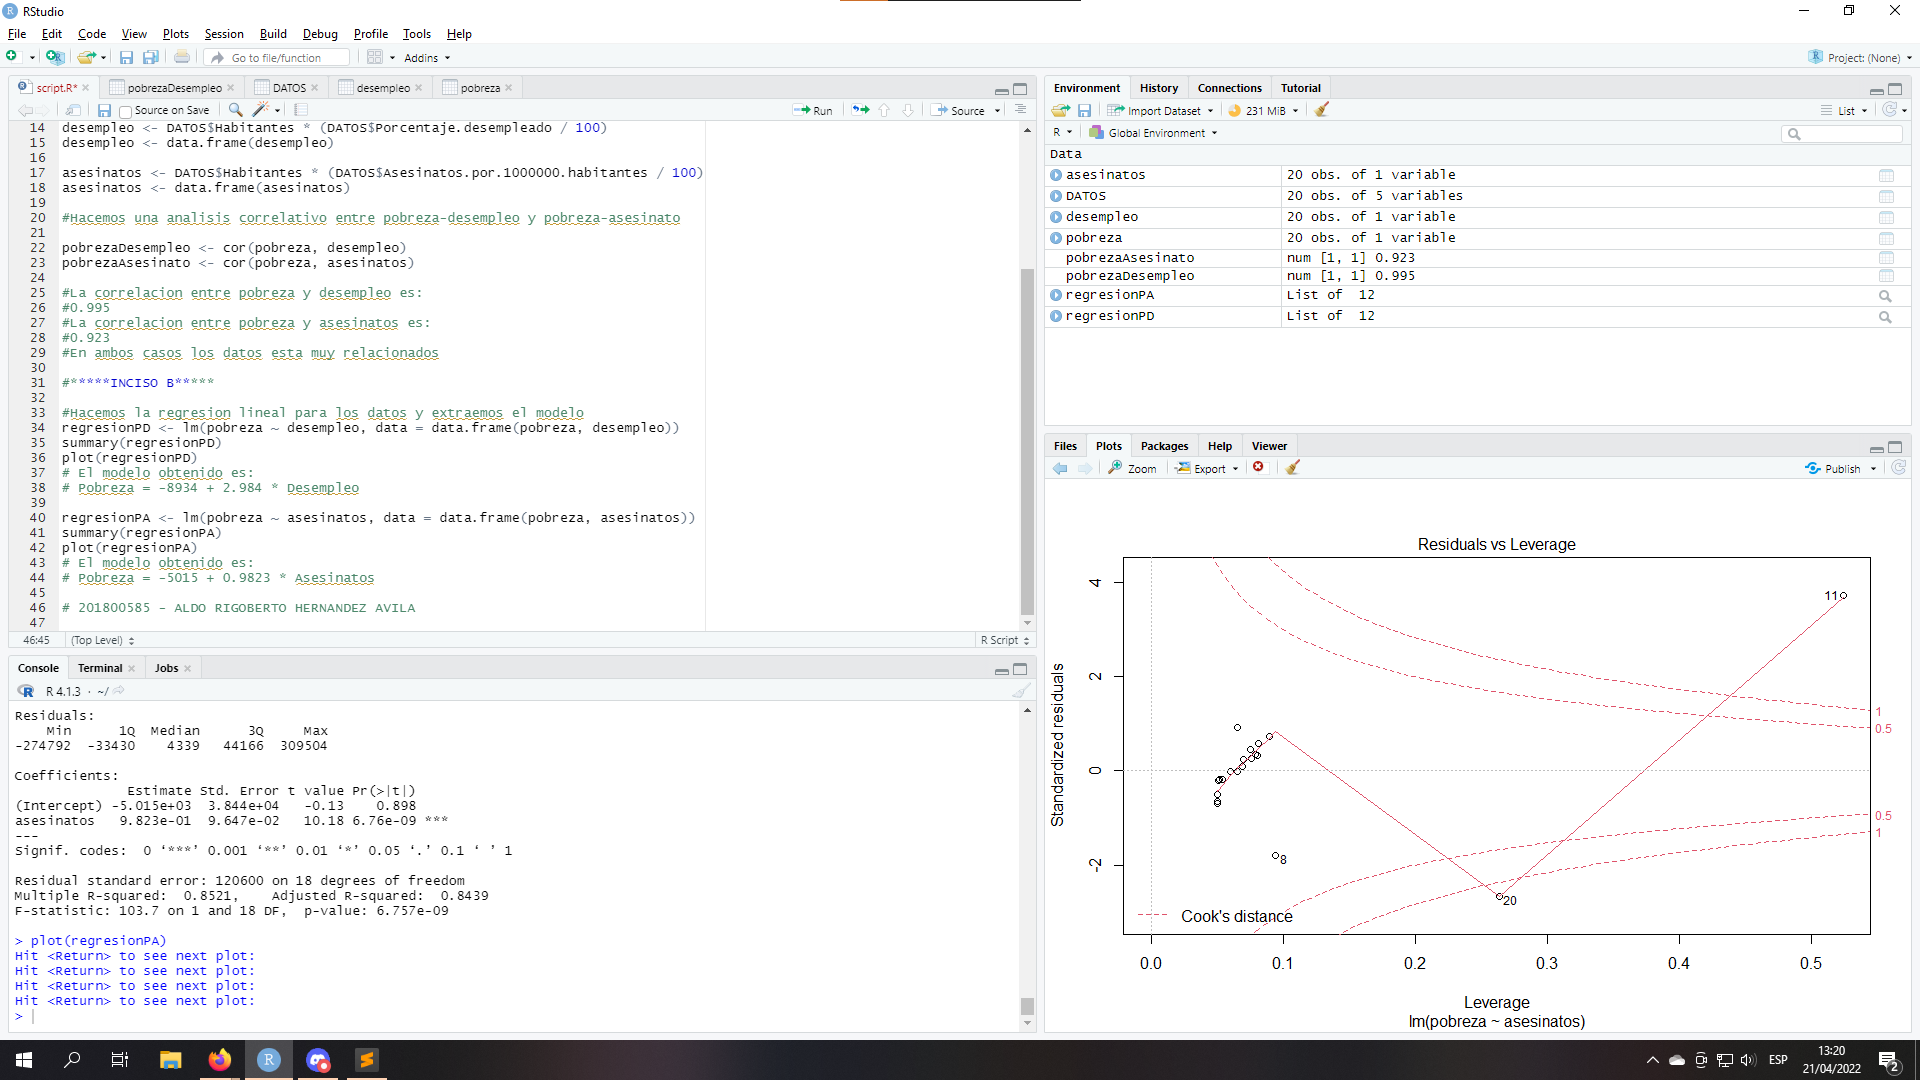 RStudio
File Edit Code View Plots Session Build Debug Profile Tools Help
Go to file/function Addins Project: (None)
script.R* pobrezaDesempleo DATOS desempleo pobreza
Source on Save Run Source
14 desempleo <- DATOS$Habitantes * (DATOS$Porcentaje.desempleado / 100)
15 desempleo <- data.frame(desempleo)
16
17 asesinatos <- DATOS$Habitantes * (DATOS$Asesinatos.por.1000000.habitantes / 100)
18 asesinatos <- data.frame(asesinatos)
19
20 #Hacemos una analisis correlativo entre pobreza-desempleo y pobreza-asesinato
21
22 pobrezaDesempleo <- cor(pobreza, desempleo)
23 pobrezaAsesinato <- cor(pobreza, asesinatos)
24
25 #La correlacion entre pobreza y desempleo es:
26 #0.995
27 #La correlacion entre pobreza y asesinatos es:
28 #0.923
29 #En ambos casos los datos esta muy relacionados
30
31 #*****INCISO B*****
32
33 #Hacemos la regresion lineal para los datos y extraemos el modelo
34 regresionPD <- lm(pobreza ~ desempleo, data = data.frame(pobreza, desempleo))
35 summary(regresionPD)
36 plot(regresionPD)
37 # El modelo obtenido es:
38 # Pobreza = -8934 + 2.984 * Desempleo
39
40 regresionPA <- lm(pobreza ~ asesinatos, data = data.frame(pobreza, asesinatos))
41 summary(regresionPA)
42 plot(regresionPA)
43 # El modelo obtenido es:
44 # Pobreza = -5015 + 0.9823 * Asesinatos
45
46 # 201800585 - ALDO RIGOBERTO HERNANDEZ AVILA
47
46:45 (Top Level) R Script
Console Terminal Jobs
R 4.1.3 · ~/
Residuals:
Min 1Q Median 3Q Max
-274792 -33430 4339 44166 309504
Coefficients:
Estimate Std. Error t value Pr(>|t|)
(Intercept) -5.015e+03 3.844e+04 -0.13 0.898
asesinatos 9.823e-01 9.647e-02 10.18 6.76e-09 ***
---
Signif. codes: 0 ‘***’ 0.001 ‘**’ 0.01 ‘*’ 0.05 ‘.’ 0.1 ‘ ’ 1
Residual standard error: 120600 on 18 degrees of freedom
Multiple R-squared: 0.8521, Adjusted R-squared: 0.8439
F-statistic: 103.7 on 1 and 18 DF, p-value: 6.757e-09
> plot(regresionPA)
Hit <Return> to see next plot:
Hit <Return> to see next plot:
Hit <Return> to see next plot:
Hit <Return> to see next plot:
>
Environment History Connections Tutorial
Import Dataset 231 MiB List
R Global Environment
Data
asesinatos 20 obs. of 1 variable
DATOS 20 obs. of 5 variables
desempleo 20 obs. of 1 variable
pobreza 20 obs. of 1 variable
pobrezaAsesinato num [1, 1] 0.923
pobrezaDesempleo num [1, 1] 0.995
regresionPA List of 12
regresionPD List of 12
Files Plots Packages Help Viewer
Zoom Export Publish
Residuals vs Leverage
4
2
0
-2
Standardized residuals
11
8
20
1
0.5
0.5
1
Cook's distance
0.0 0.1 0.2 0.3 0.4 0.5
Leverage
lm(pobreza ~ asesinatos)
ESP
13:20
21/04/2022
2